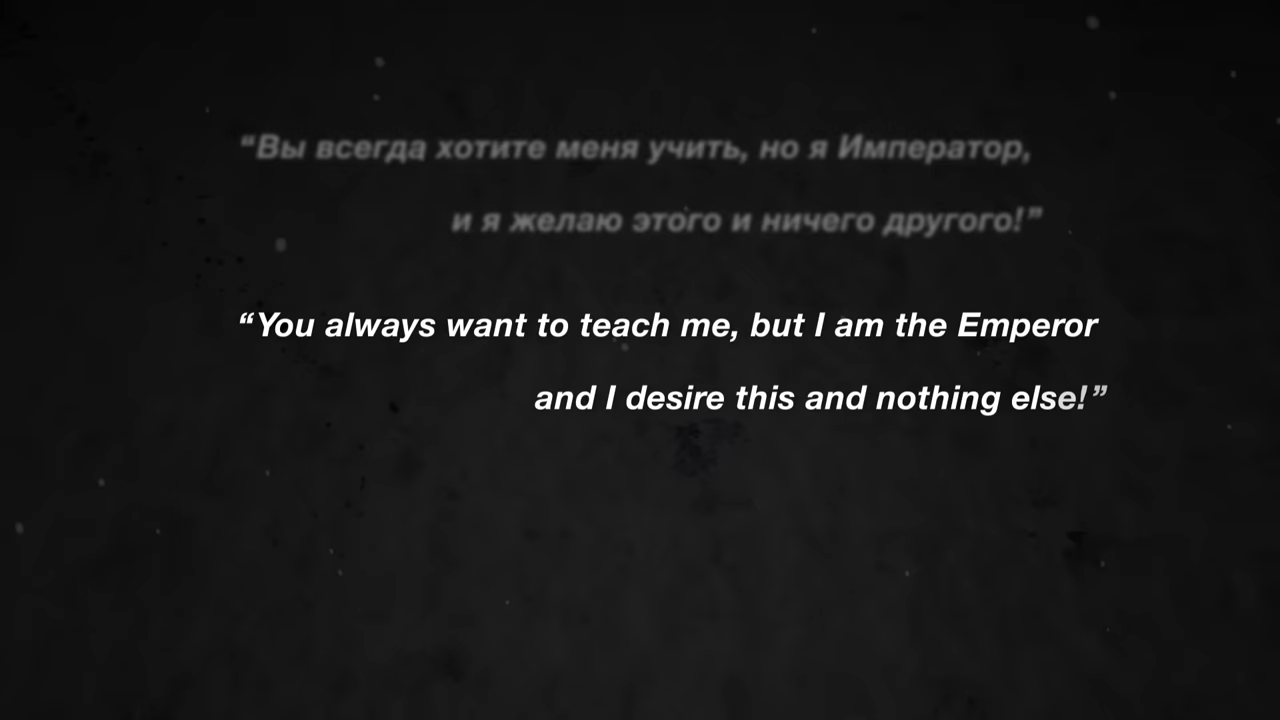 “Вы всегда хотите меня учить, но я Император,
и я желаю этого и ничего другого!”
“You always want to teach me, but I am the Emperor
and I desire this and nothing else!”